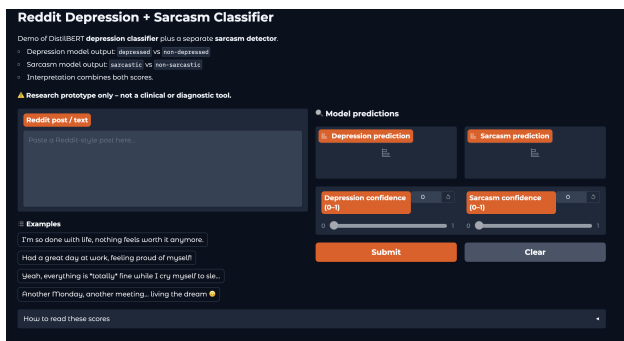 Reddit Depression + Sarcasm Classifier
Demo of DistilBERT depression classifier plus a separate sarcasm detector.
Depression model output: depressed vs non-depressed
Sarcasm model output: sarcastic vs non-sarcastic
Interpretation combines both scores.
⚠ Research prototype only – not a clinical or diagnostic tool.
Reddit post / text
Paste a Reddit-style post here...
Examples
I'm so done with life, nothing feels worth it anymore.
Had a great day at work, feeling proud of myself!
Yeah, everything is *totally* fine while I cry myself to sle...
Another Monday, another meeting... living the dream 🙃
🔍 Model predictions
Depression prediction
Sarcasm prediction
Depression confidence
(0–1)
0
0 1
Sarcasm confidence
(0–1)
0
0 1
Submit
Clear
How to read these scores